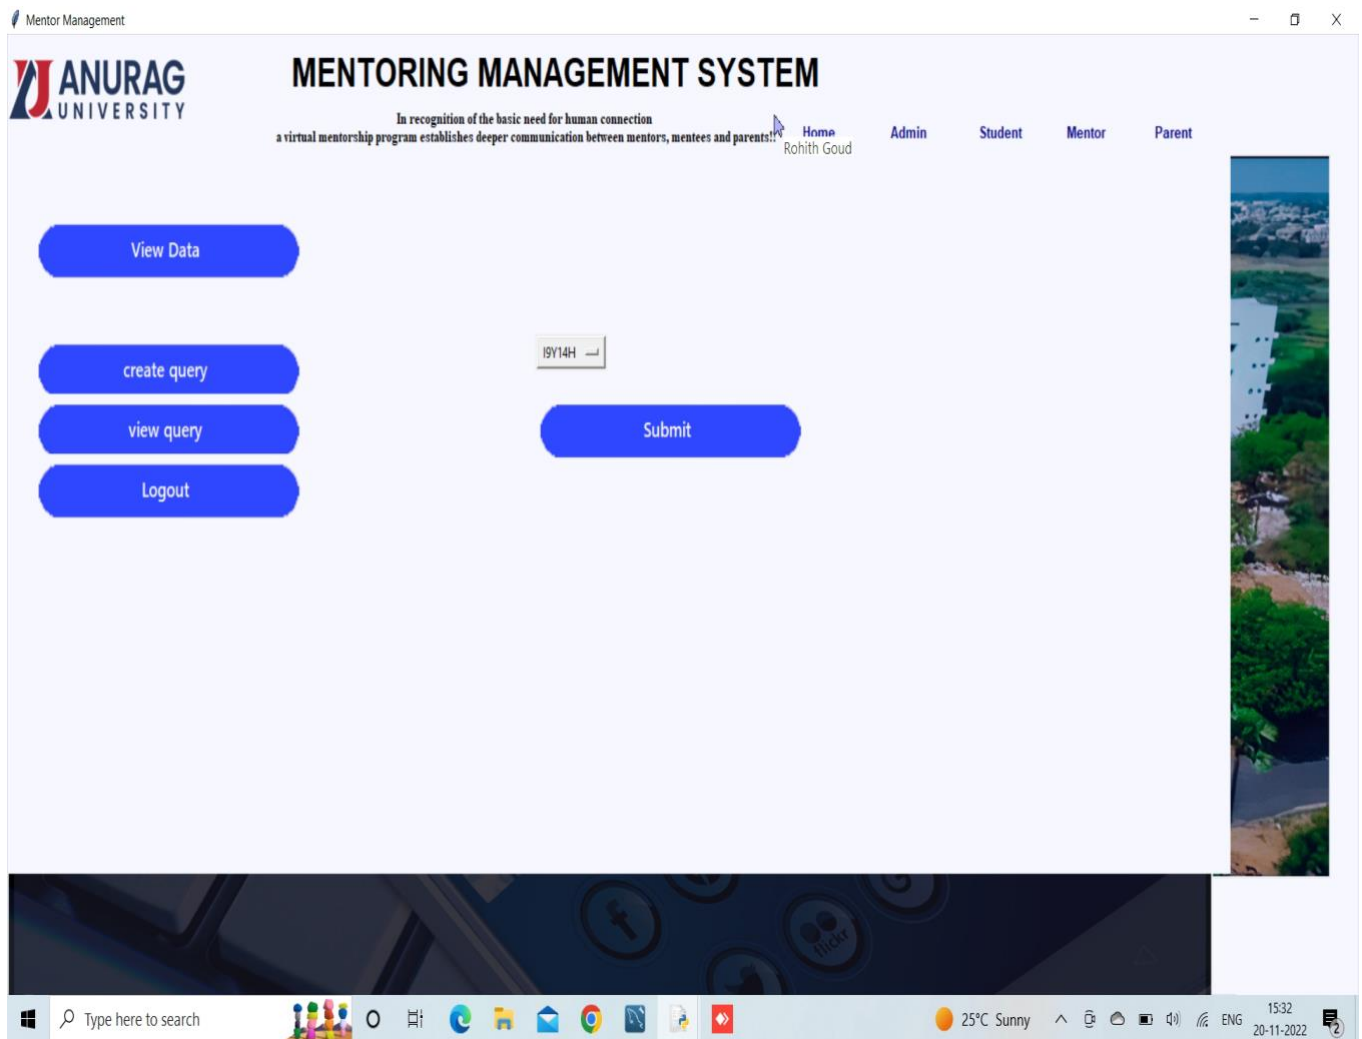 Mentor Management
ANURAG
UNIVERSITY
MENTORING MANAGEMENT SYSTEM
In recognition of the basic need for human connection
a virtual mentorship program establishes deeper communication between mentors, mentees and parents!!
Home Admin Student Mentor Parent
Rohith Goud
View Data
create query
view query
Logout
I9Y14H
Submit
flickr
Type here to search
25°C Sunny
ENG
15:32
20-11-2022
2